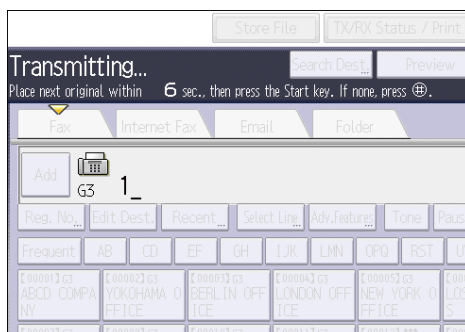 Store File TX/RX Status / Print
Transmitting...
Search Dest. Preview
Place next original within 6 sec., then press the Start key. If none, press ⌗.
Fax Internet Fax Email Folder
Add G3 1_
Reg. No. Edit Dest. Recent Select Line Adv.Features Tone Paus
Frequent AB CD EF GH IJK LMN OPQ RST U
[00001]G3 [00002]G3 [00003]G3 [00004]G3 [00005]G3 [0000
ABCD COMPA YOKOHAMA O BERLIN OFF LONDON OFF NEW YORK O LOS
NY FFICE ICE ICE FFICE S